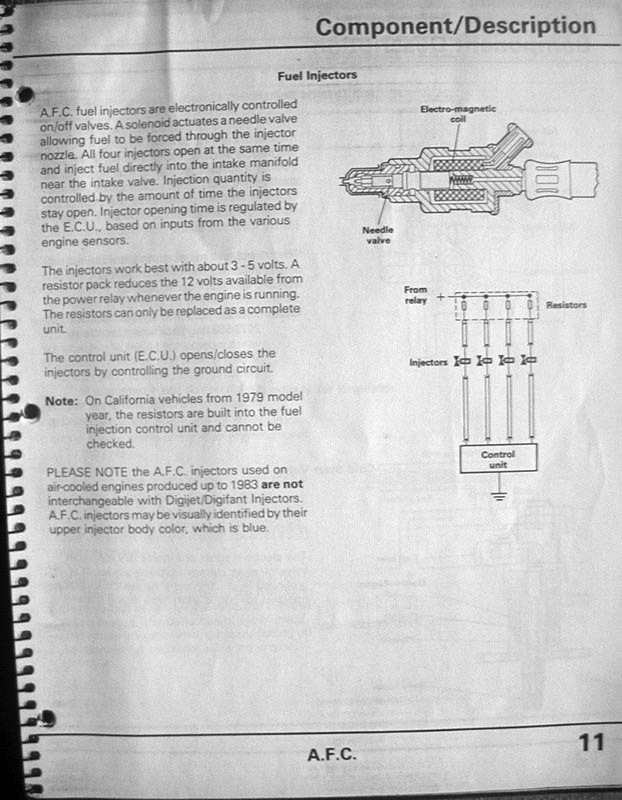 Component/Description
Fuel Injectors
A.F.C. fuel injectors are electronically controlled
on/off valves. A solenoid actuates a needle valve
allowing fuel to be forced through the injector
nozzle. All four injectors open at the same time
and inject fuel directly into the intake manifold
near the intake valve. Injection quantity is
controlled by the amount of time the injectors
stay open. Injector opening time is regulated by
the E.C.U., based on inputs from the various
engine sensors.
The injectors work best with about 3 - 5 volts. A
resistor pack reduces the 12 volts available from
the power relay whenever the engine is running.
The resistors can only be replaced as a complete
unit.
The control unit (E.C.U.) opens/closes the
injectors by controlling the ground circuit.
Note: On California vehicles from 1979 model
year, the resistors are built into the fuel
injection control unit and cannot be
checked.
PLEASE NOTE the A.F.C. injectors used on
air-cooled engines produced up to 1983 are not
interchangeable with Digijet/Digifant Injectors.
A.F.C. injectors may be visually identified by their
upper injector body color, which is blue.
Electro-magnetic
coil
Needle
valve
From
relay
+
Resistors
Injectors
Control
unit
A.F.C.
11